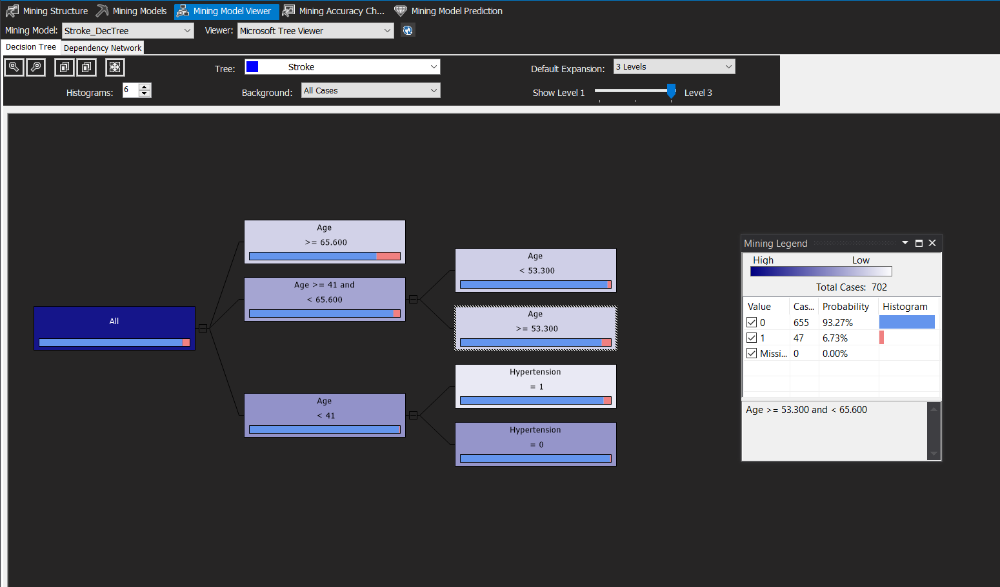 Mining Structure Mining Models Mining Model Viewer Mining Accuracy Ch... Mining Model Prediction
Mining Model: Stroke_DecTree Viewer: Microsoft Tree Viewer
Decision Tree Dependency Network
Tree: Stroke Default Expansion: 3 Levels
Histograms: 6 Background: All Cases Show Level 1 Level 3
All
Age
>= 65.600
Age >= 41 and
< 65.600
Age
< 41
Age
< 53.300
Age
>= 53.300
Hypertension
= 1
Hypertension
= 0
Mining Legend
High Low
Total Cases: 702
Value Cas... Probability Histogram
0 655 93.27%
1 47 6.73%
Missi... 0 0.00%
Age >= 53.300 and < 65.600